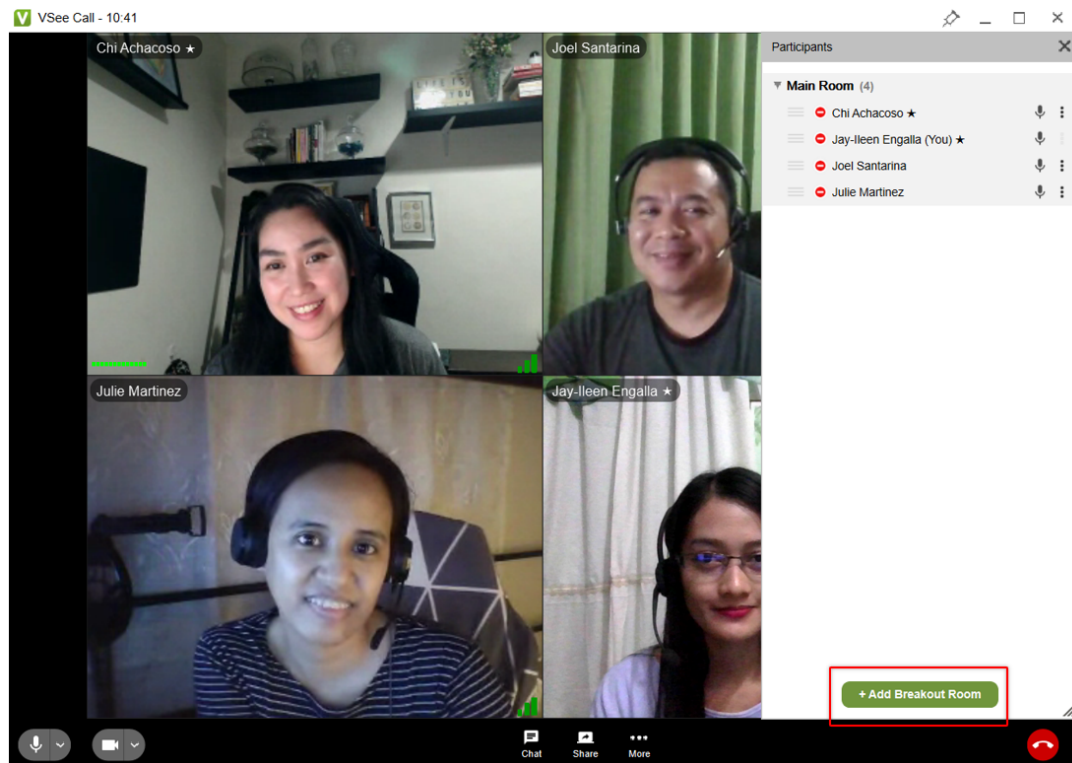 VSee Call - 10:41
Chi Achacoso ★
Joel Santarina
Julie Martinez
Jay-Ileen Engalla ★
Participants
Main Room (4)
Chi Achacoso ★
Jay-Ileen Engalla (You) ★
Joel Santarina
Julie Martinez
+ Add Breakout Room
Chat
Share
More